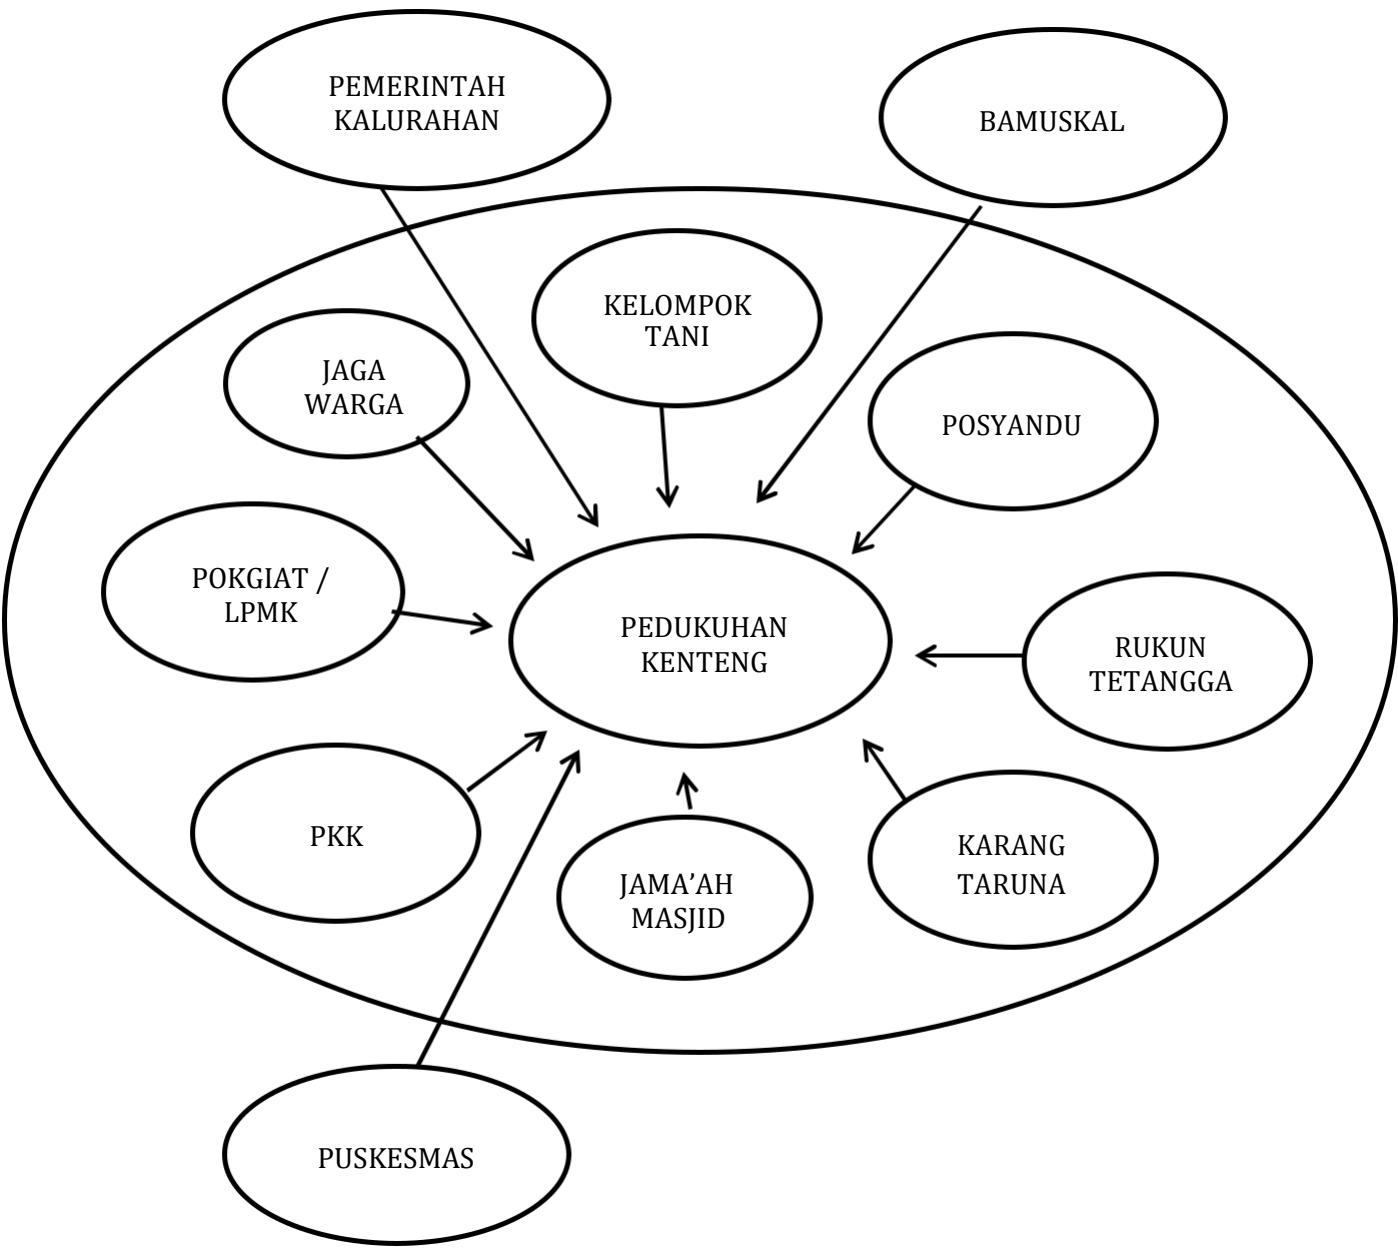 PEMERINTAH
KALURAHAN
BAMUSKAL
KELOMPOK
TANI
JAGA
WARGA
POSYANDU
POKGIAT /
LPMK
PEDUKUHAN
KENTENG
RUKUN
TETANGGA
PKK
JAMA’AH
MASJID
KARANG
TARUNA
PUSKESMAS